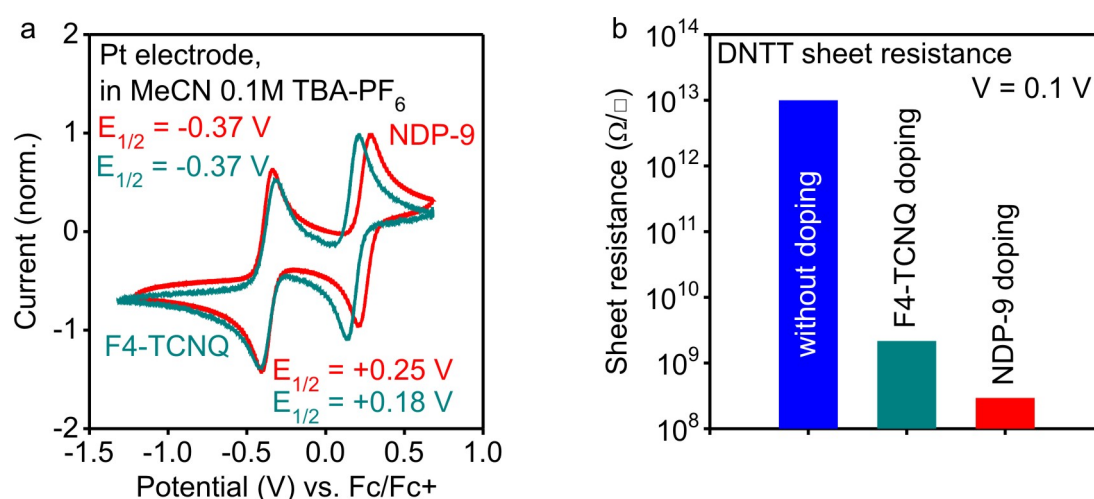 a
2
1
0
-1
-2
Current (norm.)
Pt electrode,
in MeCN 0.1M TBA-PF6
E1/2 = -0.37 V
E1/2 = -0.37 V
NDP-9
F4-TCNQ
E1/2 = +0.25 V
E1/2 = +0.18 V
-1.5 -1.0 -0.5 0.0 0.5 1.0
Potential (V) vs. Fc/Fc+
b
10^14
10^13
10^12
10^11
10^10
10^9
10^8
Sheet resistance (Ω/□)
DNTT sheet resistance
V = 0.1 V
without doping
F4-TCNQ doping
NDP-9 doping